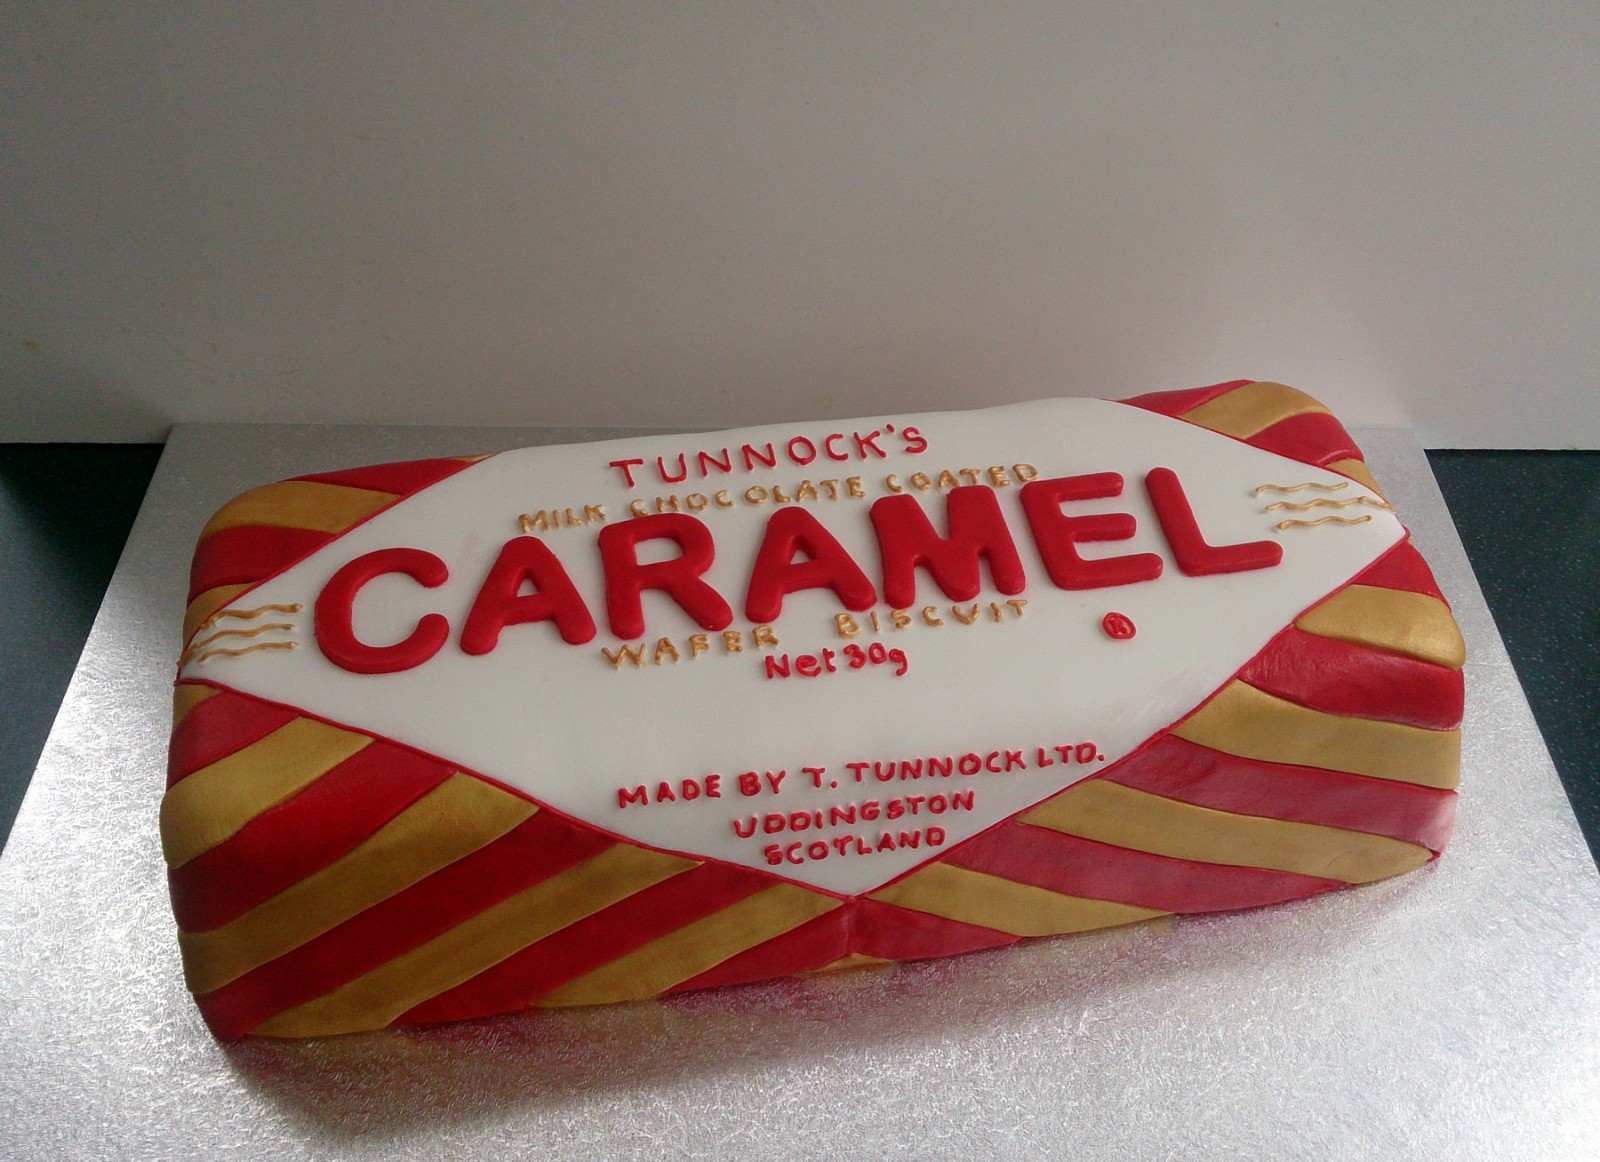 TUNNOCK'S
MILK CHOCOLATE COATED
CARAMEL
WAFER BISCUIT
®
Net 30g
MADE BY T. TUNNOCK LTD.
UDDINGSTON
SCOTLAND